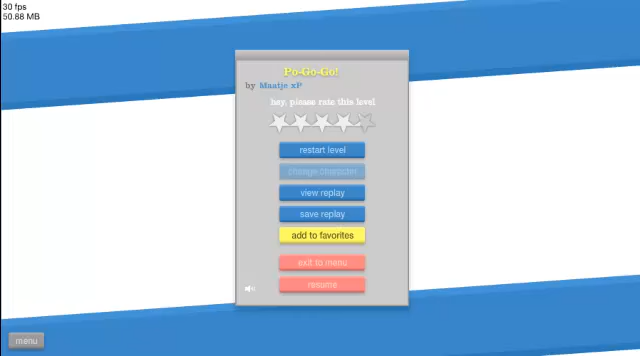 30 fps
50.88 MB
Po-Go-Go!
by Maatje xP
hey, please rate this level
restart level
change character
view replay
save replay
add to favorites
exit to menu
resume
menu